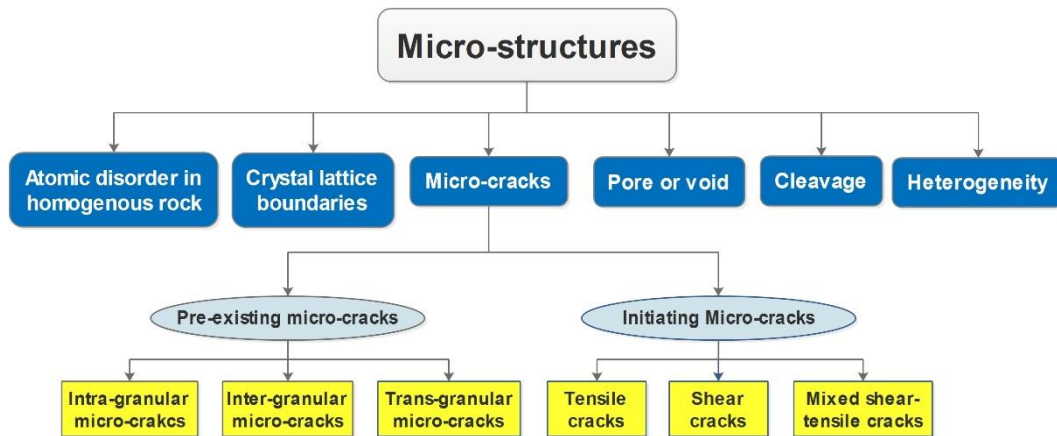 Micro-structures
Atomic disorder in
homogenous rock
Crystal lattice
boundaries
Micro-cracks
Pore or void
Cleavage
Heterogeneity
Pre-existing micro-cracks
Initiating Micro-cracks
Intra-granular
micro-crakcs
Inter-granular
micro-cracks
Trans-granular
micro-cracks
Tensile
cracks
Shear
cracks
Mixed shear-
tensile cracks